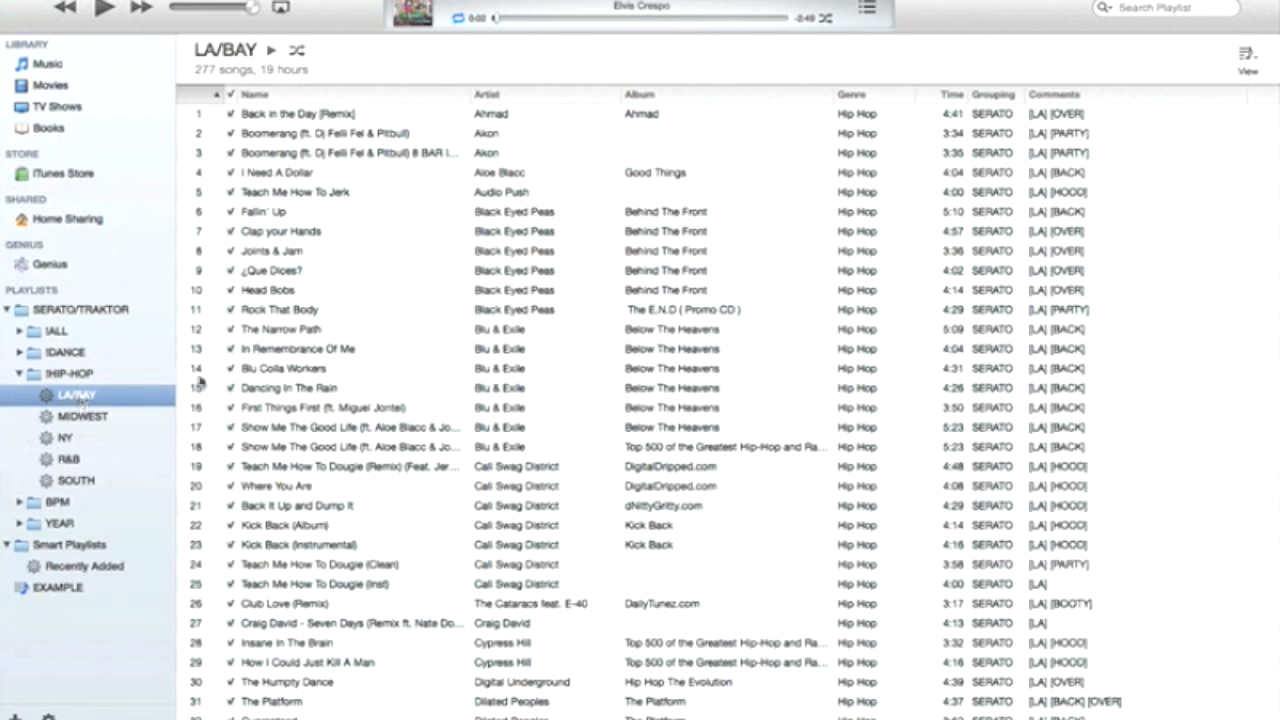 Elvis Crespo
0:02 -3:49
Search Playlist
LIBRARY
Music
Movies
TV Shows
Books
STORE
iTunes Store
SHARED
Home Sharing
GENIUS
Genius
PLAYLISTS
SERATO/TRAKTOR
!ALL
!DANCE
!HIP-HOP
LA/BAY
MIDWEST
NY
R&B
SOUTH
BPM
YEAR
Smart Playlists
Recently Added
EXAMPLE
LA/BAY
277 songs, 19 hours
View
Name Artist Album Genre Time Grouping Comments
1 Back in the Day [Remix] Ahmad Ahmad Hip Hop 4:41 SERATO [LA] [OVER]
2 Boomerang (ft. Dj Felli Fel & Pitbull) Akon Hip Hop 3:34 SERATO [LA] [PARTY]
3 Boomerang (ft. Dj Felli Fel & Pitbull) 8 BAR I... Akon Hip Hop 3:35 SERATO [LA] [PARTY]
4 I Need A Dollar Aloe Blacc Good Things Hip Hop 4:04 SERATO [LA] [BACK]
5 Teach Me How To Jerk Audio Push Hip Hop 4:00 SERATO [LA] [HOOD]
6 Fallin' Up Black Eyed Peas Behind The Front Hip Hop 5:10 SERATO [LA] [BACK]
7 Clap your Hands Black Eyed Peas Behind The Front Hip Hop 4:57 SERATO [LA] [OVER]
8 Joints & Jam Black Eyed Peas Behind The Front Hip Hop 3:36 SERATO [LA] [OVER]
9 ¿Que Dices? Black Eyed Peas Behind The Front Hip Hop 4:02 SERATO [LA] [OVER]
10 Head Bobs Black Eyed Peas Behind The Front Hip Hop 4:14 SERATO [LA] [OVER]
11 Rock That Body Black Eyed Peas The E.N.D ( Promo CD ) Hip Hop 4:29 SERATO [LA] [PARTY]
12 The Narrow Path Blu & Exile Below The Heavens Hip Hop 5:09 SERATO [LA] [BACK]
13 In Remembrance Of Me Blu & Exile Below The Heavens Hip Hop 4:04 SERATO [LA] [BACK]
14 Blu Colla Workers Blu & Exile Below The Heavens Hip Hop 4:31 SERATO [LA] [BACK]
15 Dancing In The Rain Blu & Exile Below The Heavens Hip Hop 4:26 SERATO [LA] [BACK]
16 First Things First (ft. Miguel Jontel) Blu & Exile Below The Heavens Hip Hop 3:50 SERATO [LA] [BACK]
17 Show Me The Good Life (ft. Aloe Blacc & Jo... Blu & Exile Below The Heavens Hip Hop 5:23 SERATO [LA] [BACK]
18 Show Me The Good Life (ft. Aloe Blacc & Jo... Blu & Exile Top 500 of the Greatest Hip-Hop and Ra... Hip Hop 5:23 SERATO [LA] [BACK]
19 Teach Me How To Dougie (Remix) (Feat. Jer... Cali Swag District DigitalDripped.com Hip Hop 4:48 SERATO [LA] [HOOD]
20 Where You Are Cali Swag District DigitalDripped.com Hip Hop 4:08 SERATO [LA] [HOOD]
21 Back It Up and Dump It Cali Swag District dNittyGritty.com Hip Hop 4:29 SERATO [LA] [HOOD]
22 Kick Back (Album) Cali Swag District Kick Back Hip Hop 4:14 SERATO [LA] [HOOD]
23 Kick Back (Instrumental) Cali Swag District Kick Back Hip Hop 4:16 SERATO [LA] [HOOD]
24 Teach Me How To Dougie (Clean) Cali Swag District Hip Hop 3:58 SERATO [LA] [PARTY]
25 Teach Me How To Dougie (Inst) Cali Swag District Hip Hop 4:00 SERATO [LA]
26 Club Love (Remix) The Cataracs feat. E-40 DailyTunez.com Hip Hop 3:17 SERATO [LA] [BOOTY]
27 Craig David - Seven Days (Remix ft. Nate Do... Craig David Hip Hop 4:13 SERATO [LA]
28 Insane In The Brain Cypress Hill Top 500 of the Greatest Hip-Hop and Ra... Hip Hop 3:32 SERATO [LA] [HOOD]
29 How I Could Just Kill A Man Cypress Hill Top 500 of the Greatest Hip-Hop and Ra... Hip Hop 4:16 SERATO [LA] [HOOD]
30 The Humpty Dance Digital Underground Hip Hop The Evolution Hip Hop 4:39 SERATO [LA] [OVER]
31 The Platform Dilated Peoples The Platform Hip Hop 4:37 SERATO [LA] [BACK] [OVER]